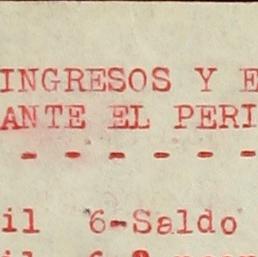 INGRESOS Y E
ANTE EL PERI
- - - - - -
il 6-Saldo